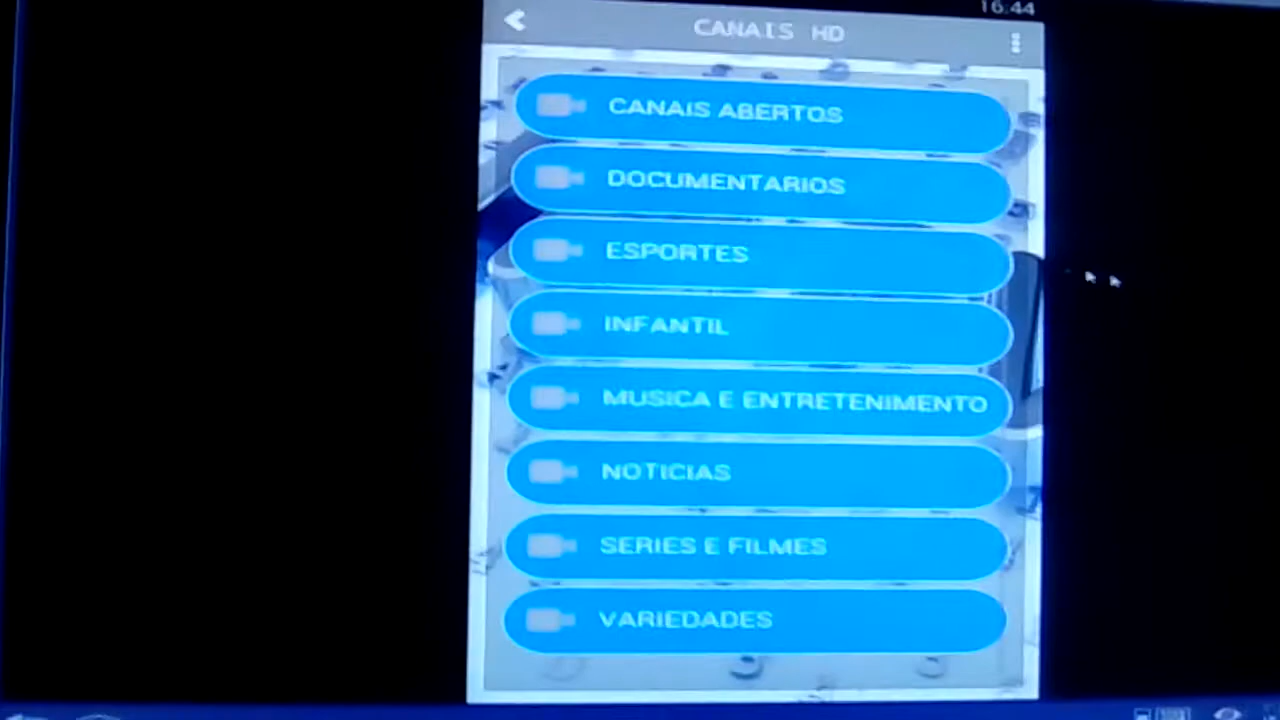 16:44
CANAIS HD
CANAIS ABERTOS
DOCUMENTARIOS
ESPORTES
INFANTIL
MUSICA E ENTRETENIMENTO
NOTICIAS
SERIES E FILMES
VARIEDADES